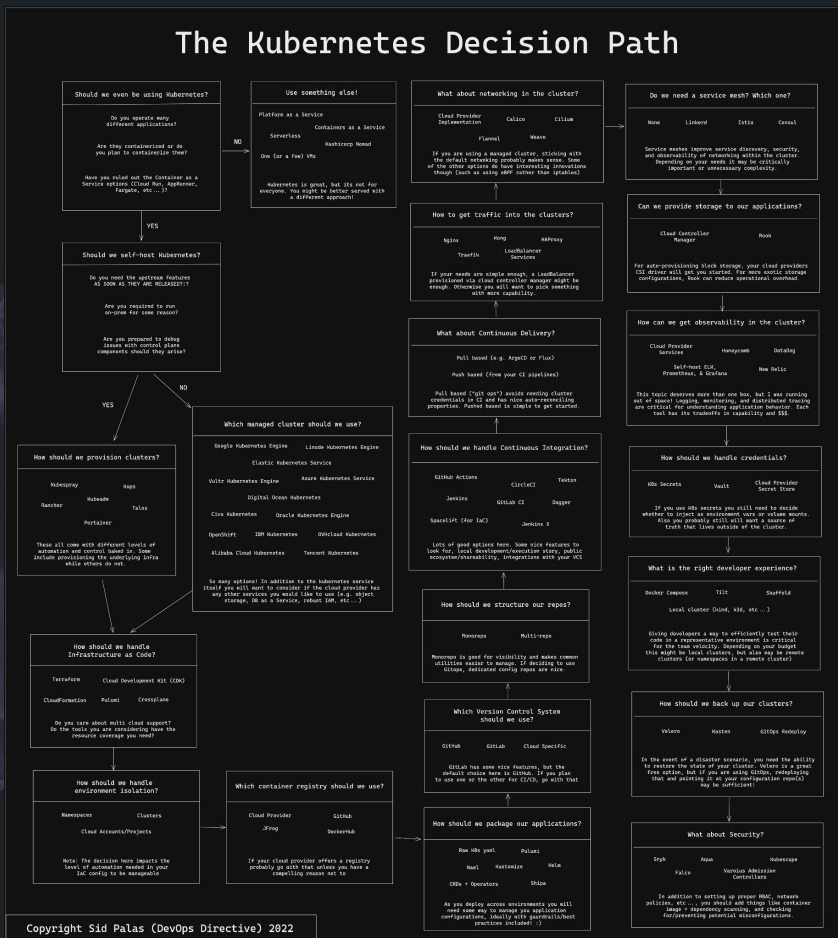 The Kubernetes Decision Path
Should we even be using Kubernetes?
Do you operate many
different applications?
Are they containerized or do
you plan to containerize them?
Have you ruled out the Container as a
Service options (Cloud Run, AppRunner,
Fargate, etc...)?
NO
Use something else!
Platform as a Service
Containers as a Service
Serverless
Hashicorp Nomad
One (or a few) VMs
Kubernetes is great, but its not for
everyone. You might be better served with
a different approach!
YES
Should we self-host Kubernetes?
Do you need the upstream features
AS SOON AS THEY ARE RELEASED!?!?
Are you required to run
on-prem for some reason?
Are you prepared to debug
issues with control plane
components should they arise?
YES
NO
How should we provision clusters?
Kubespray
Kops
Kubeadm
Rancher
Talos
Portainer
These all come with different levels of
automation and control baked in. Some
include provisioning the underlying infra
while others do not.
Which managed cluster should we use?
Google Kubernetes Engine
Linode Kubernetes Engine
Elastic Kubernetes Service
Vultr Kubernetes Engine
Azure Kubernetes Service
Digital Ocean Kubernetes
Civo Kubernetes
Oracle Kubernetes Engine
OpenShift
IBM Kubernetes
OVHcloud Kubernetes
Alibaba Cloud Kubernetes
Tencent Kubernetes
So many options! In addition to the kubernetes service
itself you will want to consider if the cloud provider has
any other services you would like to use (e.g. object
storage, DB as a Service, robust IAM, etc...)
How should we handle
Infrastructure as Code?
Terraform
Cloud Development Kit (CDK)
CloudFormation
Pulumi
Crossplane
Do you care about multi cloud support?
Do the tools you are considering have the
resource coverage you need?
How should we handle
environment isolation?
Namespaces
Clusters
Cloud Accounts/Projects
Note: The decision here impacts the
level of automation needed in your
IaC config to be manageable
Which container registry should we use?
Cloud Provider
GitHub
JFrog
DockerHub
If your cloud provider offers a registry
probably go with that unless you have a
compelling reason not to
How should we package our applications?
Raw K8s yaml
Pulumi
Naml
Kustomize
Helm
CRDs + Operators
Shipa
As you deploy across environments you will
need some way to manage you application
configurations, ideally with guardrails/best
practices included! :)
Which Version Control System
should we use?
GitHub
GitLab
Cloud Specific
GitLab has some nice features, but the
default choice here is GitHub. If you plan
to use one or the other for CI/CD, go with that
How should we structure our repos?
Monorepo
Multi-repo
Monorepo is good for visibility and makes common
utilities easier to manage. If deciding to use
Gitops, dedicated config repos are nice.
How should we handle Continuous Integration?
GitHub Actions
CircleCI
Tekton
Jenkins
GitLab CI
Dagger
Spacelift (for IaC)
Jenkins X
Lots of good options here. Some nice features to
look for, local development/execution story, public
ecosystem/shareability, integrations with your VCS
What about Continuous Delivery?
Pull based (e.g. ArgoCD or Flux)
Push based (from your CI pipelines)
Pull based ("git ops") avoids needing cluster
credentials in CI and has nice auto-reconciling
properties. Pushed based is simple to get started.
How to get traffic into the clusters?
Nginx
Kong
HAProxy
Traefik
LoadBalancer
Services
If your needs are simple enough, a LoadBalancer
provisioned via cloud controller manager might be
enough. Otherwise you will want to pick something
with more capability.
What about networking in the cluster?
Cloud Provider
Implementation
Calico
Cilium
Flannel
Weave
If you are using a managed cluster, sticking with
the default networking probably makes sense. Some
of the other options do have interesting innovations
though (such as using eBPF rather than iptables)
Do we need a service mesh? Which one?
None
Linkerd
Istio
Consul
Service meshes improve service discovery, security,
and observability of networking within the cluster.
Depending on your needs it may be critically
important or unnecessary complexity.
Can we provide storage to our applications?
Cloud Controller
Manager
Rook
For auto-provisioning block storage, your cloud providers
CSI driver will get you started. For more exotic storage
configurations, Rook can reduce operational overhead.
How can we get observability in the cluster?
Cloud Provider
Services
Honeycomb
DataDog
Self-host ELK,
Prometheus, & Grafana
New Relic
This topic deserves more than one box, but I was running
out of space! Logging, monitoring, and distributed tracing
are critical for understanding application behavior. Each
tool has its tradeoffs in capability and $$$.
How should we handle credentials?
K8s Secrets
Vault
Cloud Provider
Secret Store
If you use K8s secrets you still need to decide
whether to inject as environment vars or volume mounts.
Also you probably still will want a source of
truth that lives outside of the cluster.
What is the right developer experience?
Docker Compose
Tilt
Skaffold
Local cluster (kind, k3d, etc...)
Giving developers a way to efficiently test their
code in a representative environment is critical
for the team velocity. Depending on your budget
this might be local clusters, but also may be remote
clusters (or namespaces in a remote cluster)
How should we back up our clusters?
Velero
Kasten
GitOps Redeploy
In the event of a disaster scenario, you need the ability
to restore the state of your cluster. Velero is a great
free option, but if you are using GitOps, redeploying
that and pointing it at your configuration repo(s)
may be sufficient!
What about Security?
Snyk
Aqua
Kubescape
Falco
Varoius Admission
Controllers
In addition to setting up proper RBAC, network
policies, etc..., you should add things like container
image + dependency scanning, and checking
for/preventing potential misconfigurations.
Copyright Sid Palas (DevOps Directive) 2022